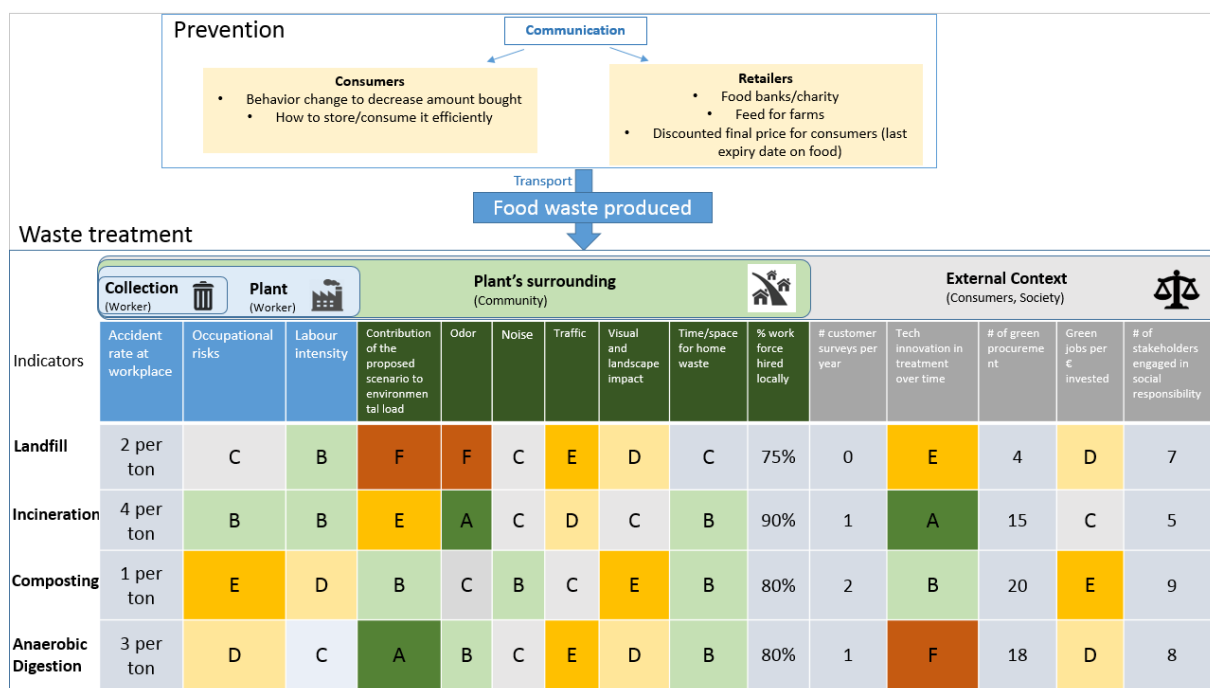 Prevention
Communication
Consumers
• Behavior change to decrease amount bought
• How to store/consume it efficiently
Retailers
• Food banks/charity
• Feed for farms
• Discounted final price for consumers (last
expiry date on food)
Transport
Food waste produced
Waste treatment
Collection
(Worker)
Plant
(Worker)
Plant's surrounding
(Community)
External Context
(Consumers, Society)
Indicators
Accident
rate at
workplace
Occupational
risks
Labour
intensity
Contribution
of the
proposed
scenario to
environmen
tal load
Odor
Noise
Traffic
Visual
and
landscape
impact
Time/space
for home
waste
% work
force
hired
locally
# customer
surveys per
year
Tech
innovation in
treatment
over time
# of green
procureme
nt
Green
jobs per
€
invested
# of
stakeholders
engaged in
social
responsibility
Landfill
2 per
ton
C
B
F
F
C
E
D
C
75%
0
E
4
D
7
Incineration
4 per
ton
B
B
E
A
C
D
C
B
90%
1
A
15
C
5
Composting
1 per
ton
E
D
B
C
B
C
E
B
80%
2
B
20
E
9
Anaerobic
Digestion
3 per
ton
D
C
A
B
C
E
D
B
80%
1
F
18
D
8